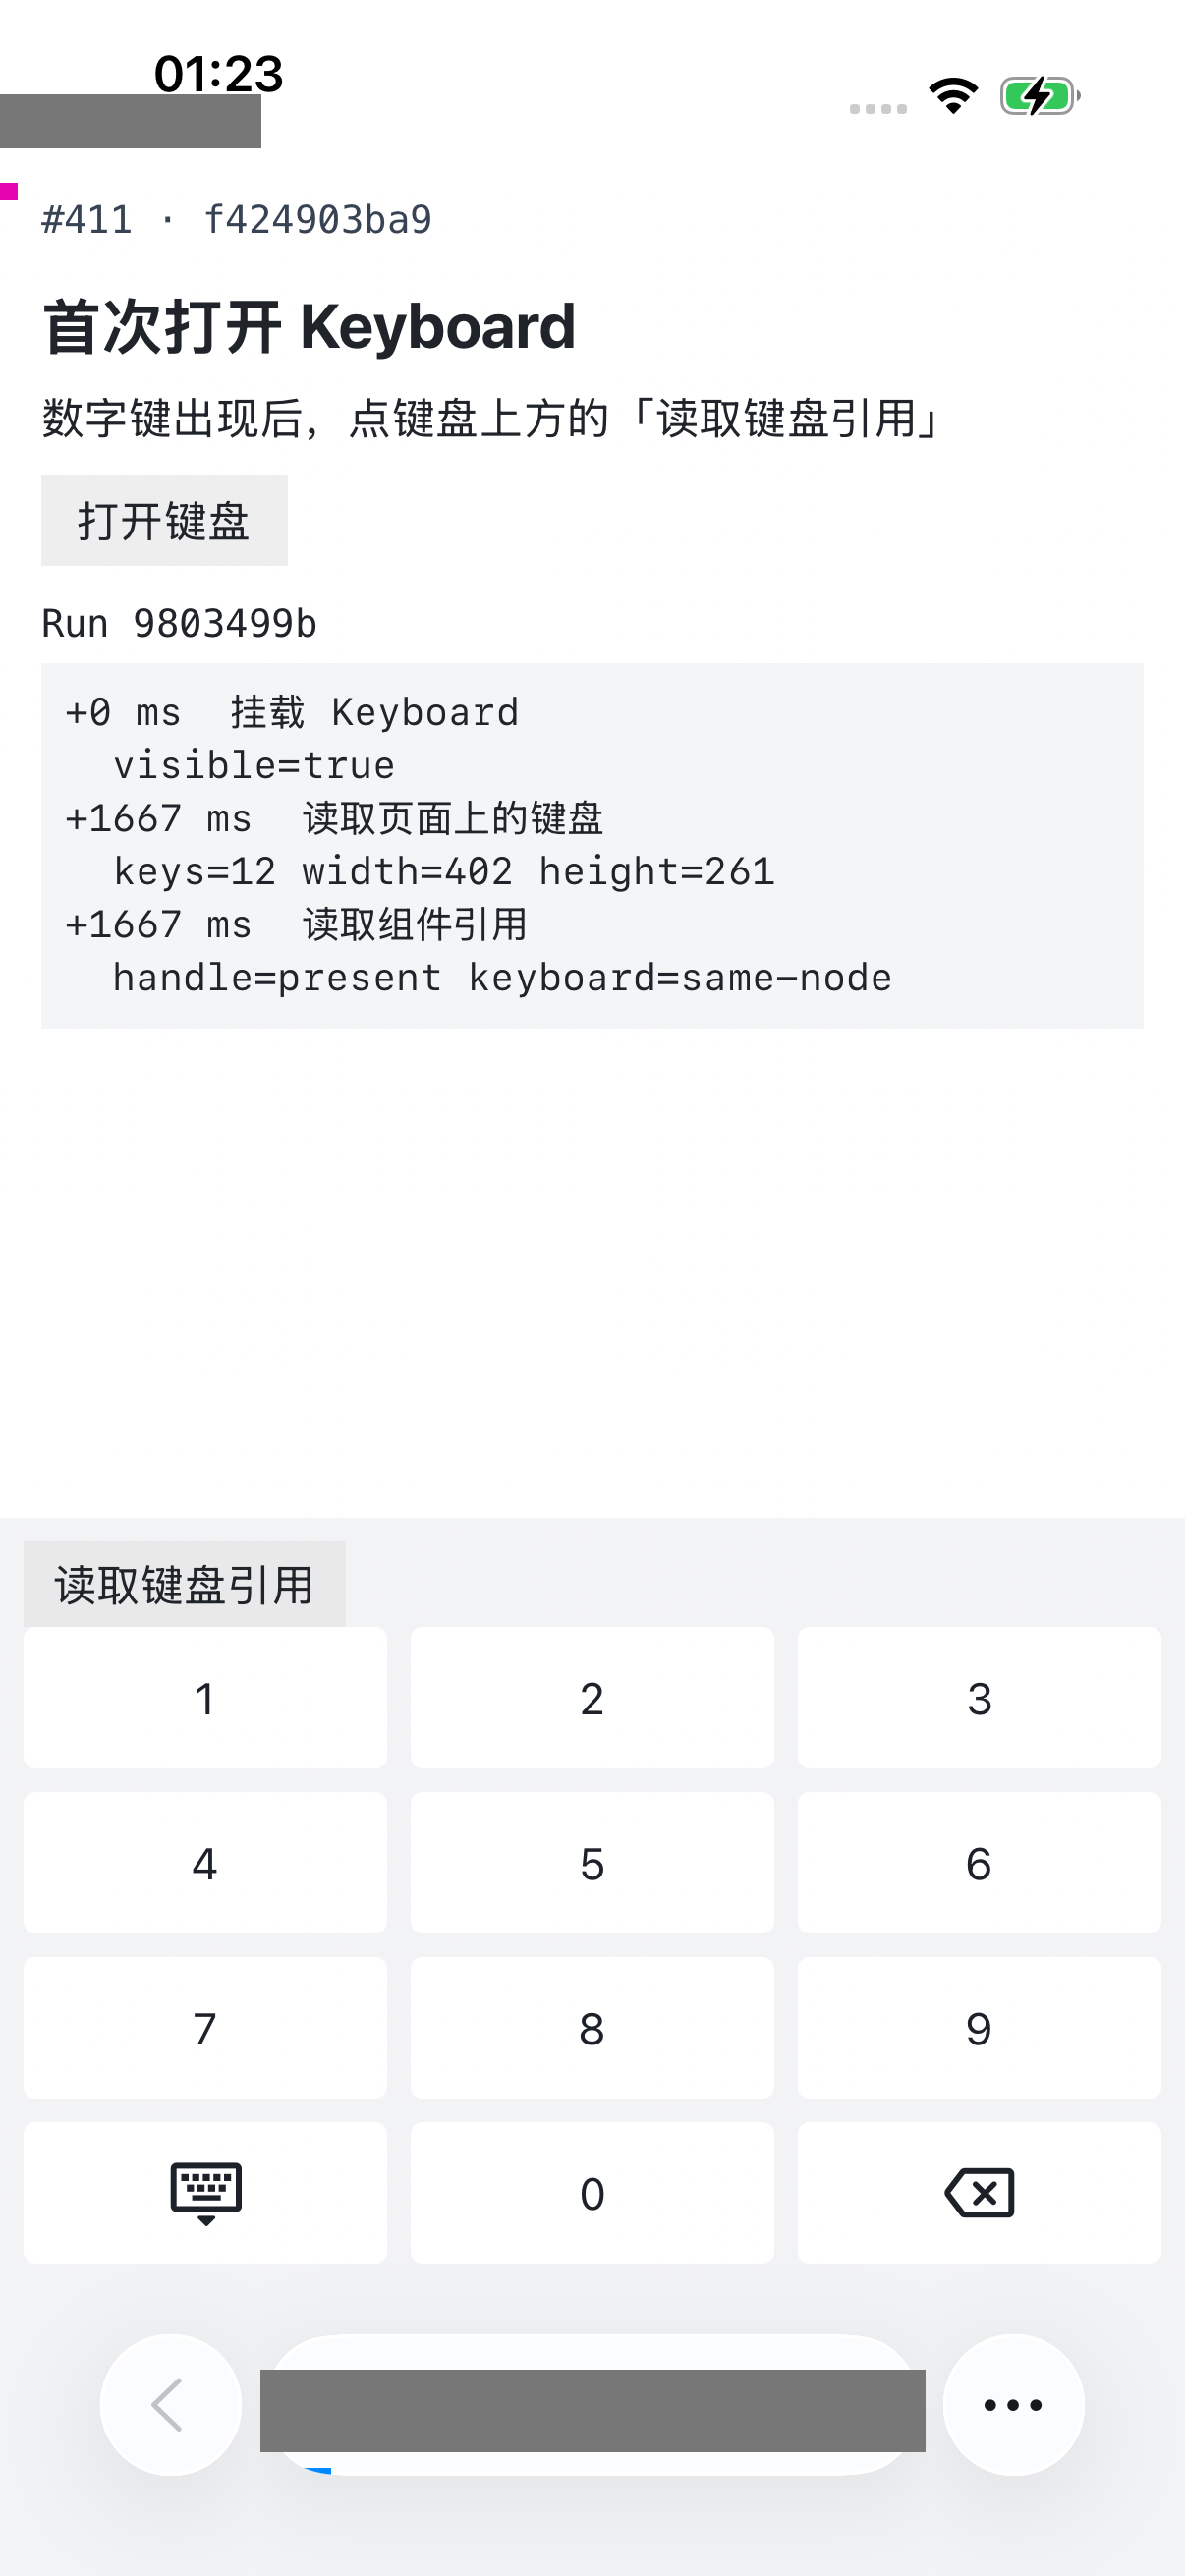 01:23
#411 · f424903ba9
首次打开 Keyboard
数字键出现后，点键盘上方的「读取键盘引用」
打开键盘
Run 9803499b
+0 ms  挂载 Keyboard
visible=true
+1667 ms  读取页面上的键盘
keys=12 width=402 height=261
+1667 ms  读取组件引用
handle=present keyboard=same-node
读取键盘引用
1 2 3
4 5 6
7 8 9
0